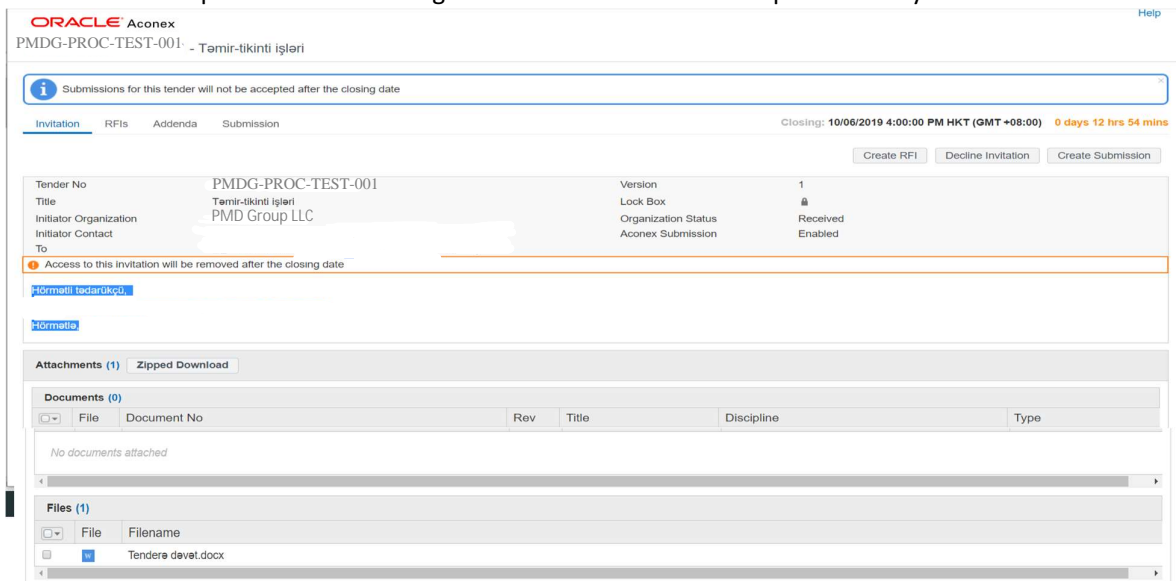 Help
ORACLE Aconex
PMDG-PROC-TEST-001 - Təmir-tikinti işləri
Submissions for this tender will not be accepted after the closing date
Invitation RFIs Addenda Submission Closing: 10/06/2019 4:00:00 PM HKT (GMT +08:00) 0 days 12 hrs 54 mins
Create RFI Decline Invitation Create Submission
Tender No PMDG-PROC-TEST-001 Version 1
Title Təmir-tikinti işləri Lock Box
Initiator Organization PMD Group LLC Organization Status Received
Initiator Contact Aconex Submission Enabled
To
Access to this invitation will be removed after the closing date
Hörmətli tədarükçü,
Hörmətlə,
Attachments (1) Zipped Download
Documents (0)
File Document No Rev Title Discipline Type
No documents attached
Files (1)
File Filename
W Tenderə dəvət.docx